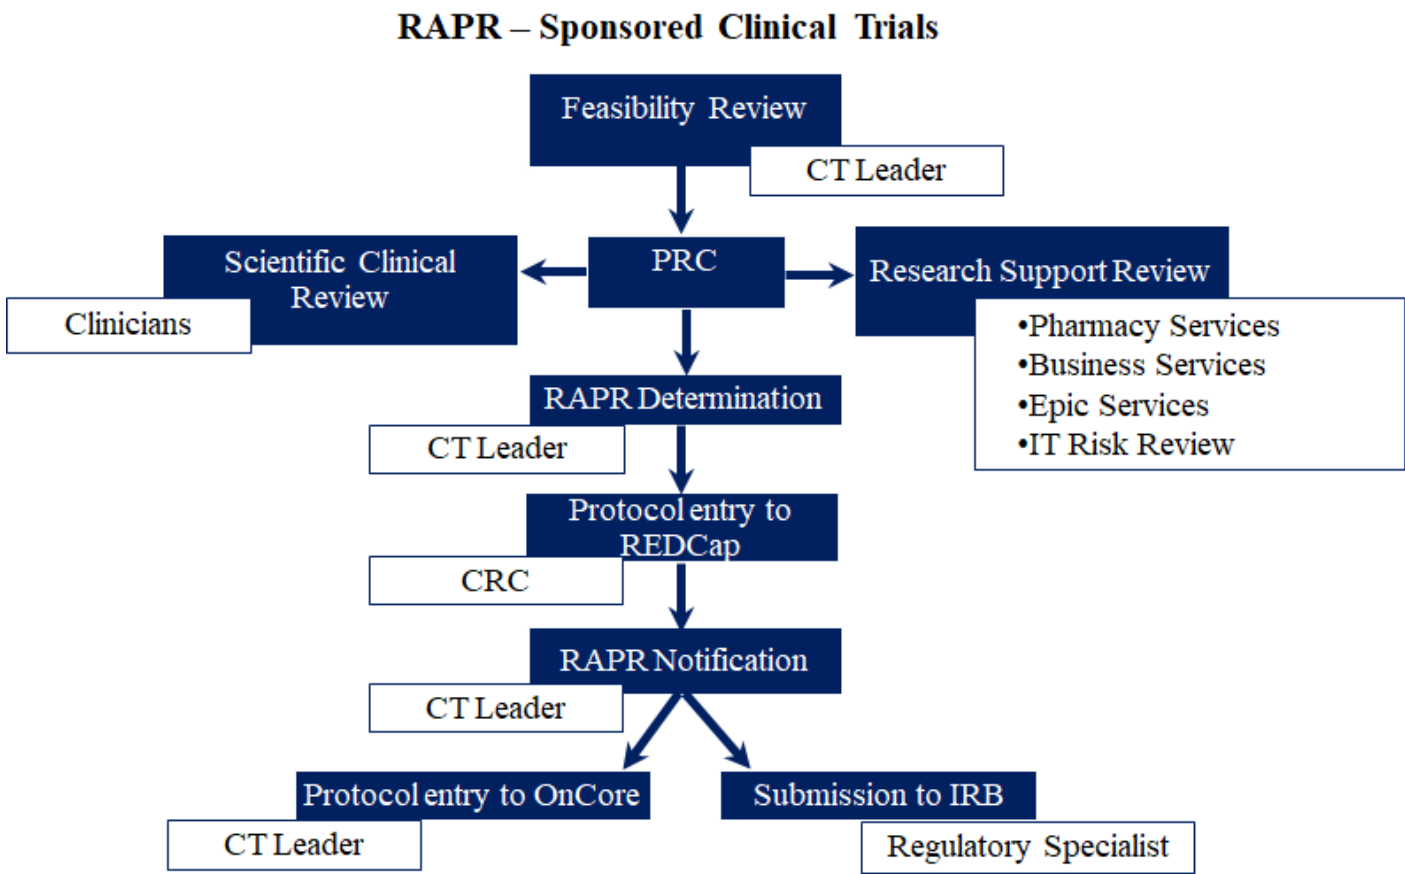 RAPR – Sponsored Clinical Trials
Feasibility Review
CT Leader
Scientific Clinical
Review
Clinicians
PRC
Research Support Review
•Pharmacy Services
•Business Services
•Epic Services
•IT Risk Review
RAPR Determination
CT Leader
Protocol entry to
REDCap
CRC
RAPR Notification
CT Leader
Protocol entry to OnCore
CT Leader
Submission to IRB
Regulatory Specialist